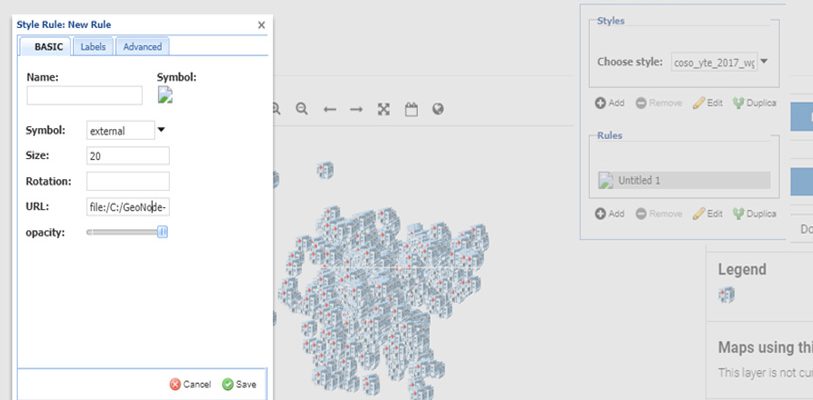 Style Rule: New Rule
BASIC
Labels
Advanced
Name:
Symbol:
Symbol:
external
Size:
20
Rotation:
URL:
file:/C:/GeoNode-
opacity:
Cancel
Save
Styles
Choose style:
coso_yte_2017_wg
Add
Remove
Edit
Duplica
Rules
Untitled 1
Add
Remove
Edit
Duplica
Do
Legend
Maps using thi
This layer is not cu